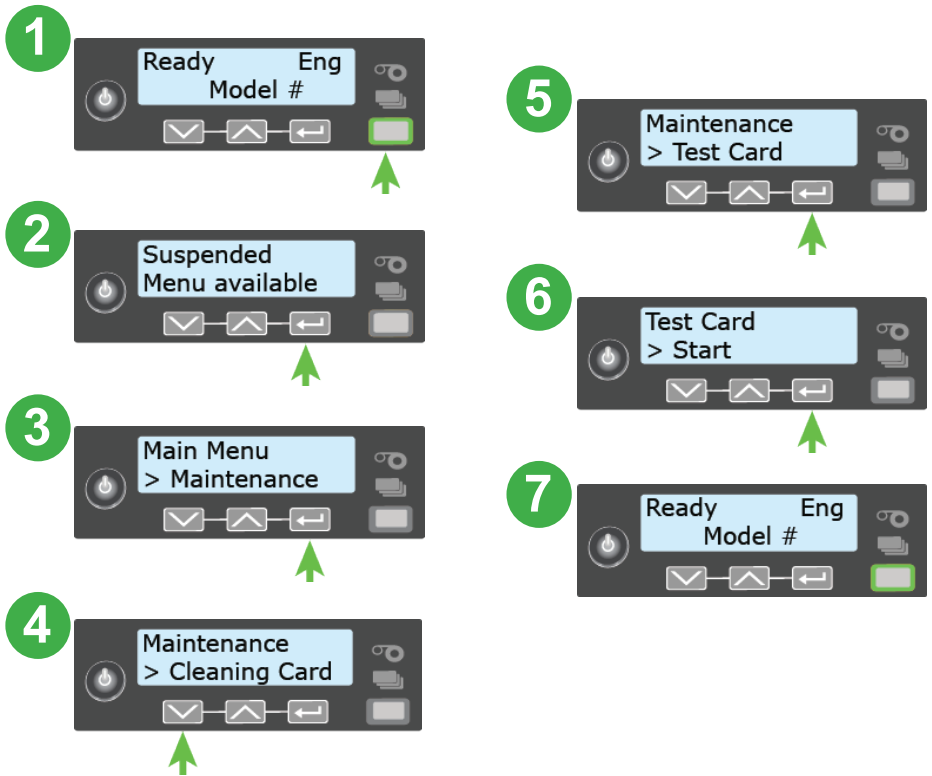 1
Ready Eng
Model #
2
Suspended
Menu available
3
Main Menu
> Maintenance
4
Maintenance
> Cleaning Card
5
Maintenance
> Test Card
6
Test Card
> Start
7
Ready Eng
Model #